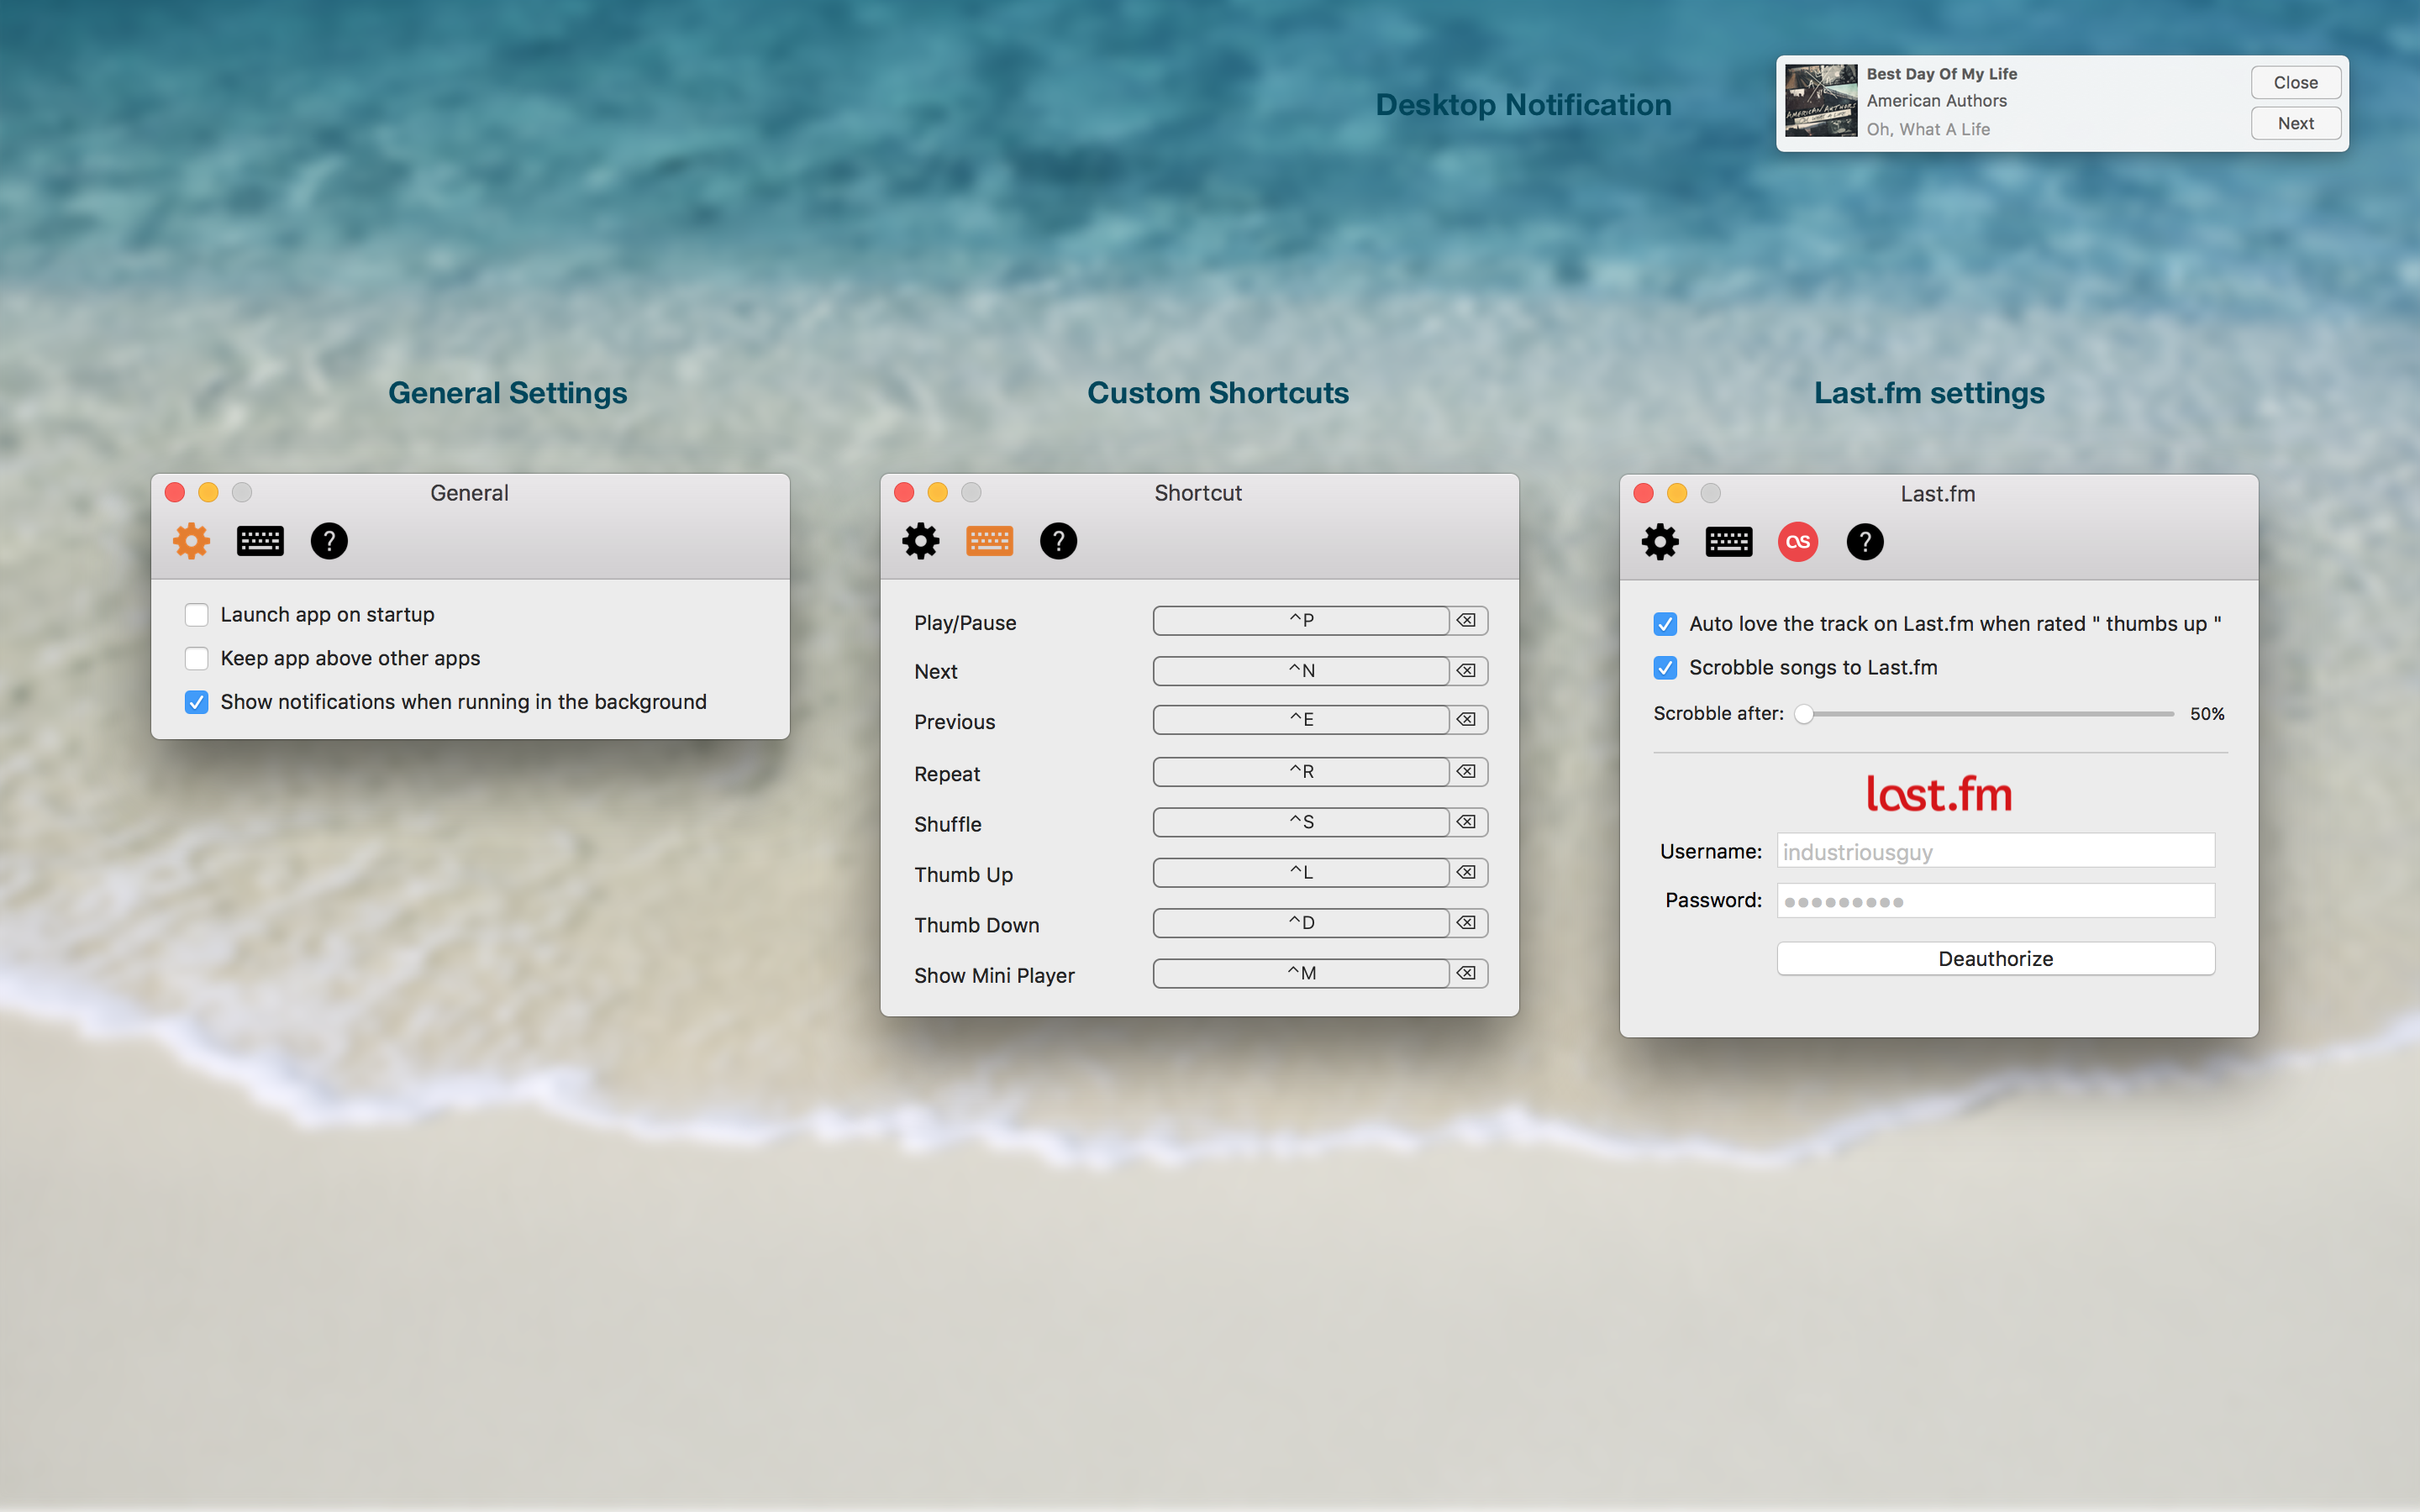 Desktop Notification
Best Day Of My Life
American Authors
Oh, What A Life
Close
Next
General Settings
Custom Shortcuts
Last.fm settings
General
Launch app on startup
Keep app above other apps
Show notifications when running in the background
Shortcut
Play/Pause ^P
Next ^N
Previous ^E
Repeat ^R
Shuffle ^S
Thumb Up ^L
Thumb Down ^D
Show Mini Player ^M
Last.fm
Auto love the track on Last.fm when rated " thumbs up "
Scrobble songs to Last.fm
Scrobble after: 50%
last.fm
Username: industriousguy
Password: ●●●●●●●●●
Deauthorize